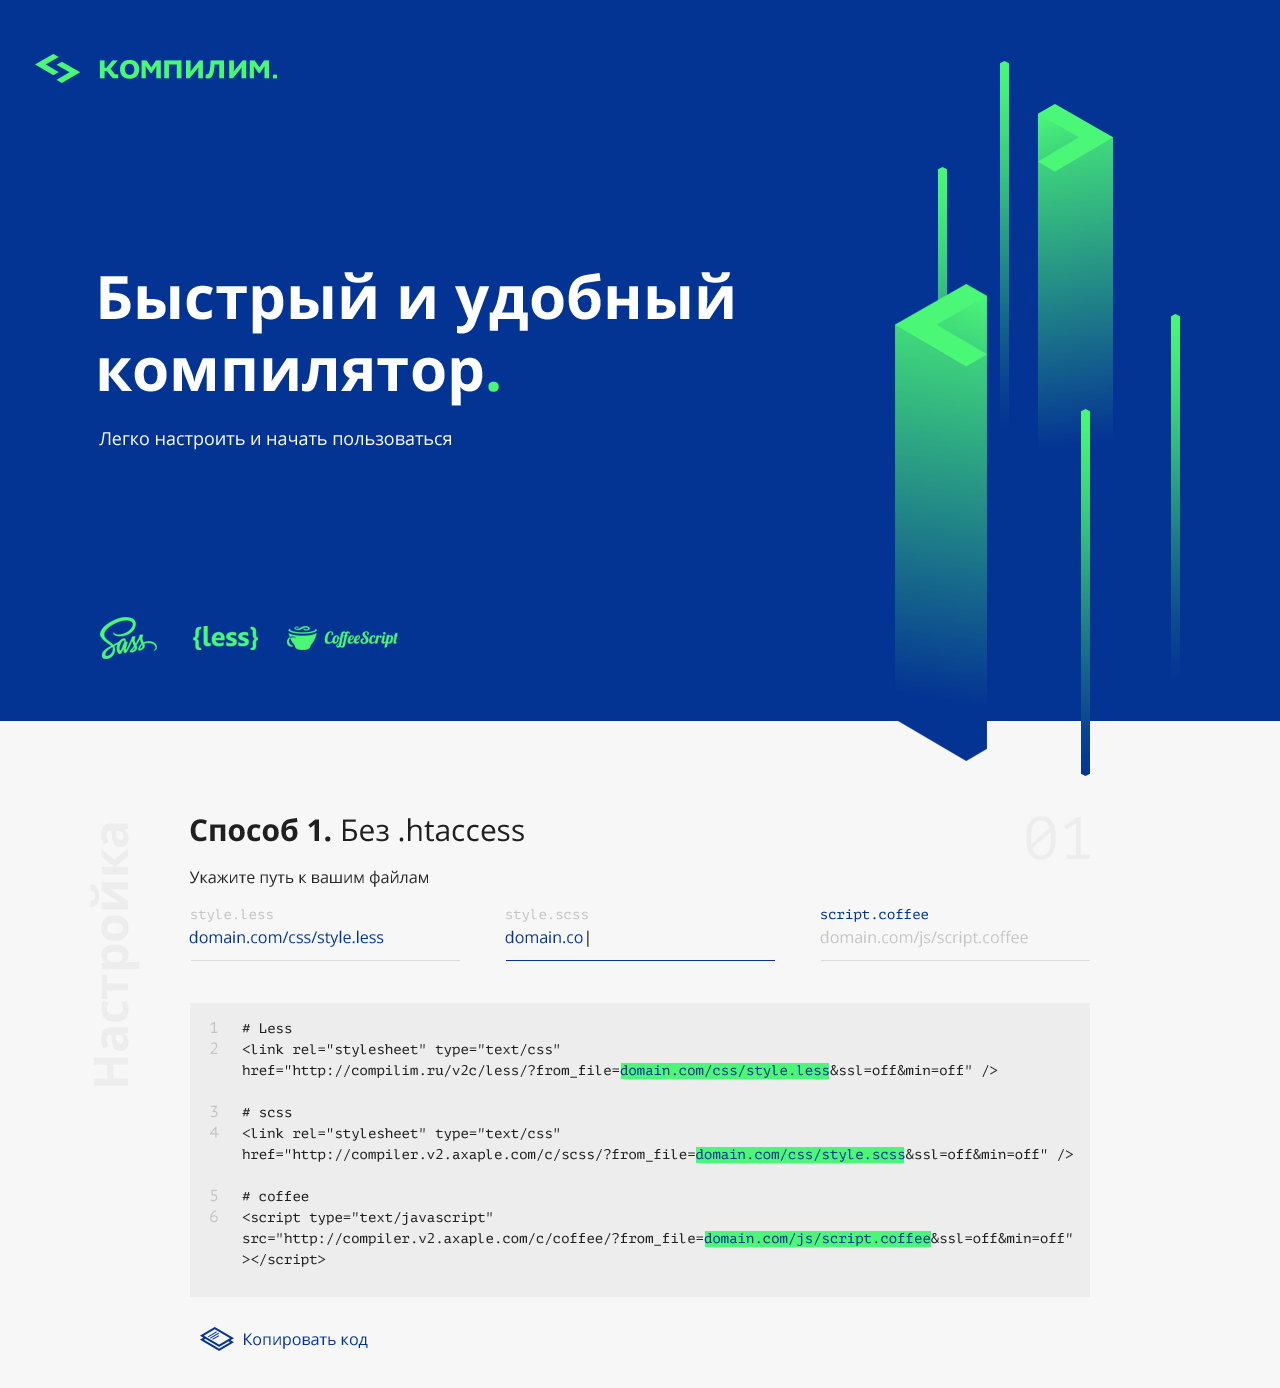 КОМПИЛИМ.
Быстрый и удобный
компилятор.
Легко настроить и начать пользоваться
Sass
{less}
CoffeeScript
Настройка
Способ 1. Без .htaccess
01
Укажите путь к вашим файлам
style.less
domain.com/css/style.less
style.scss
domain.co|
script.coffee
domain.com/js/script.coffee
1 # Less
2 <link rel="stylesheet" type="text/css"
href="http://compilim.ru/v2c/less/?from_file=domain.com/css/style.less&ssl=off&min=off" />
3 # scss
4 <link rel="stylesheet" type="text/css"
href="http://compiler.v2.axaple.com/c/scss/?from_file=domain.com/css/style.scss&ssl=off&min=off" />
5 # coffee
6 <script type="text/javascript"
src="http://compiler.v2.axaple.com/c/coffee/?from_file=domain.com/js/script.coffee&ssl=off&min=off"
></script>
Копировать код